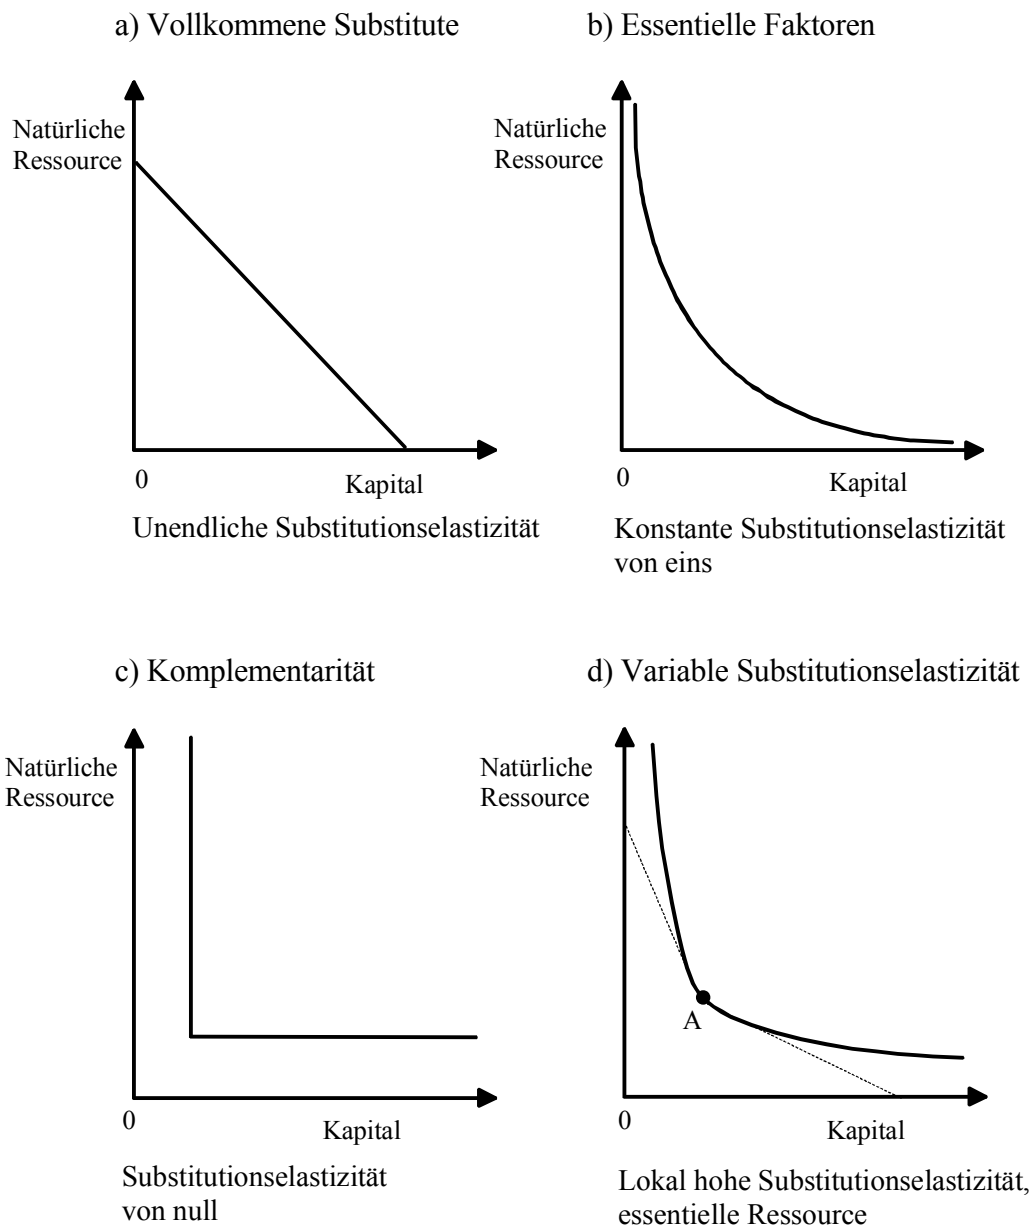 a) Vollkommene Substitute
Natürliche
Ressource
0
Kapital
Unendliche Substitutionselastizität
b) Essentielle Faktoren
Natürliche
Ressource
0
Kapital
Konstante Substitutionselastizität
von eins
c) Komplementarität
Natürliche
Ressource
0
Kapital
Substitutionselastizität
von null
d) Variable Substitutionselastizität
Natürliche
Ressource
A
0
Kapital
Lokal hohe Substitutionselastizität,
essentielle Ressource